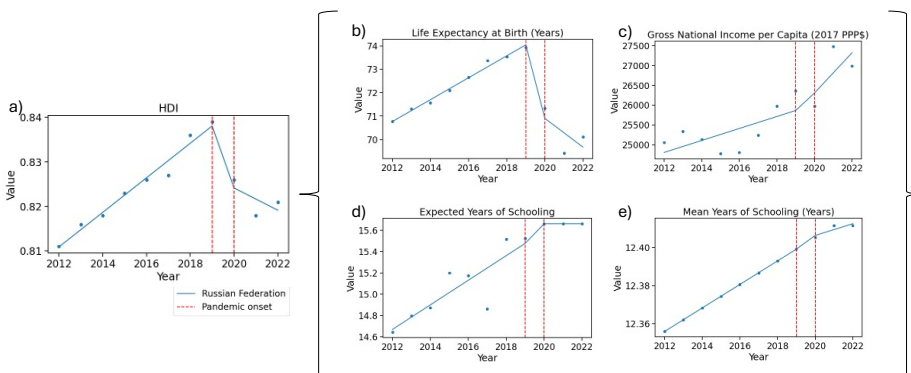 a)
HDI
0.84
0.83
0.82
0.81
Value
2012 2014 2016 2018 2020 2022
Year
Russian Federation
Pandemic onset
b)
Life Expectancy at Birth (Years)
74
73
72
71
70
Value
2012 2014 2016 2018 2020 2022
Year
c)
Gross National Income per Capita (2017 PPP$)
27500
27000
26500
26000
25500
25000
Value
2012 2014 2016 2018 2020 2022
Year
d)
Expected Years of Schooling
15.6
15.2
15.0
14.8
14.6
Value
2012 2014 2016 2018 2020 2022
Year
e)
Mean Years of Schooling (Years)
12.40
12.38
12.36
Value
2012 2014 2016 2018 2020 2022
Year